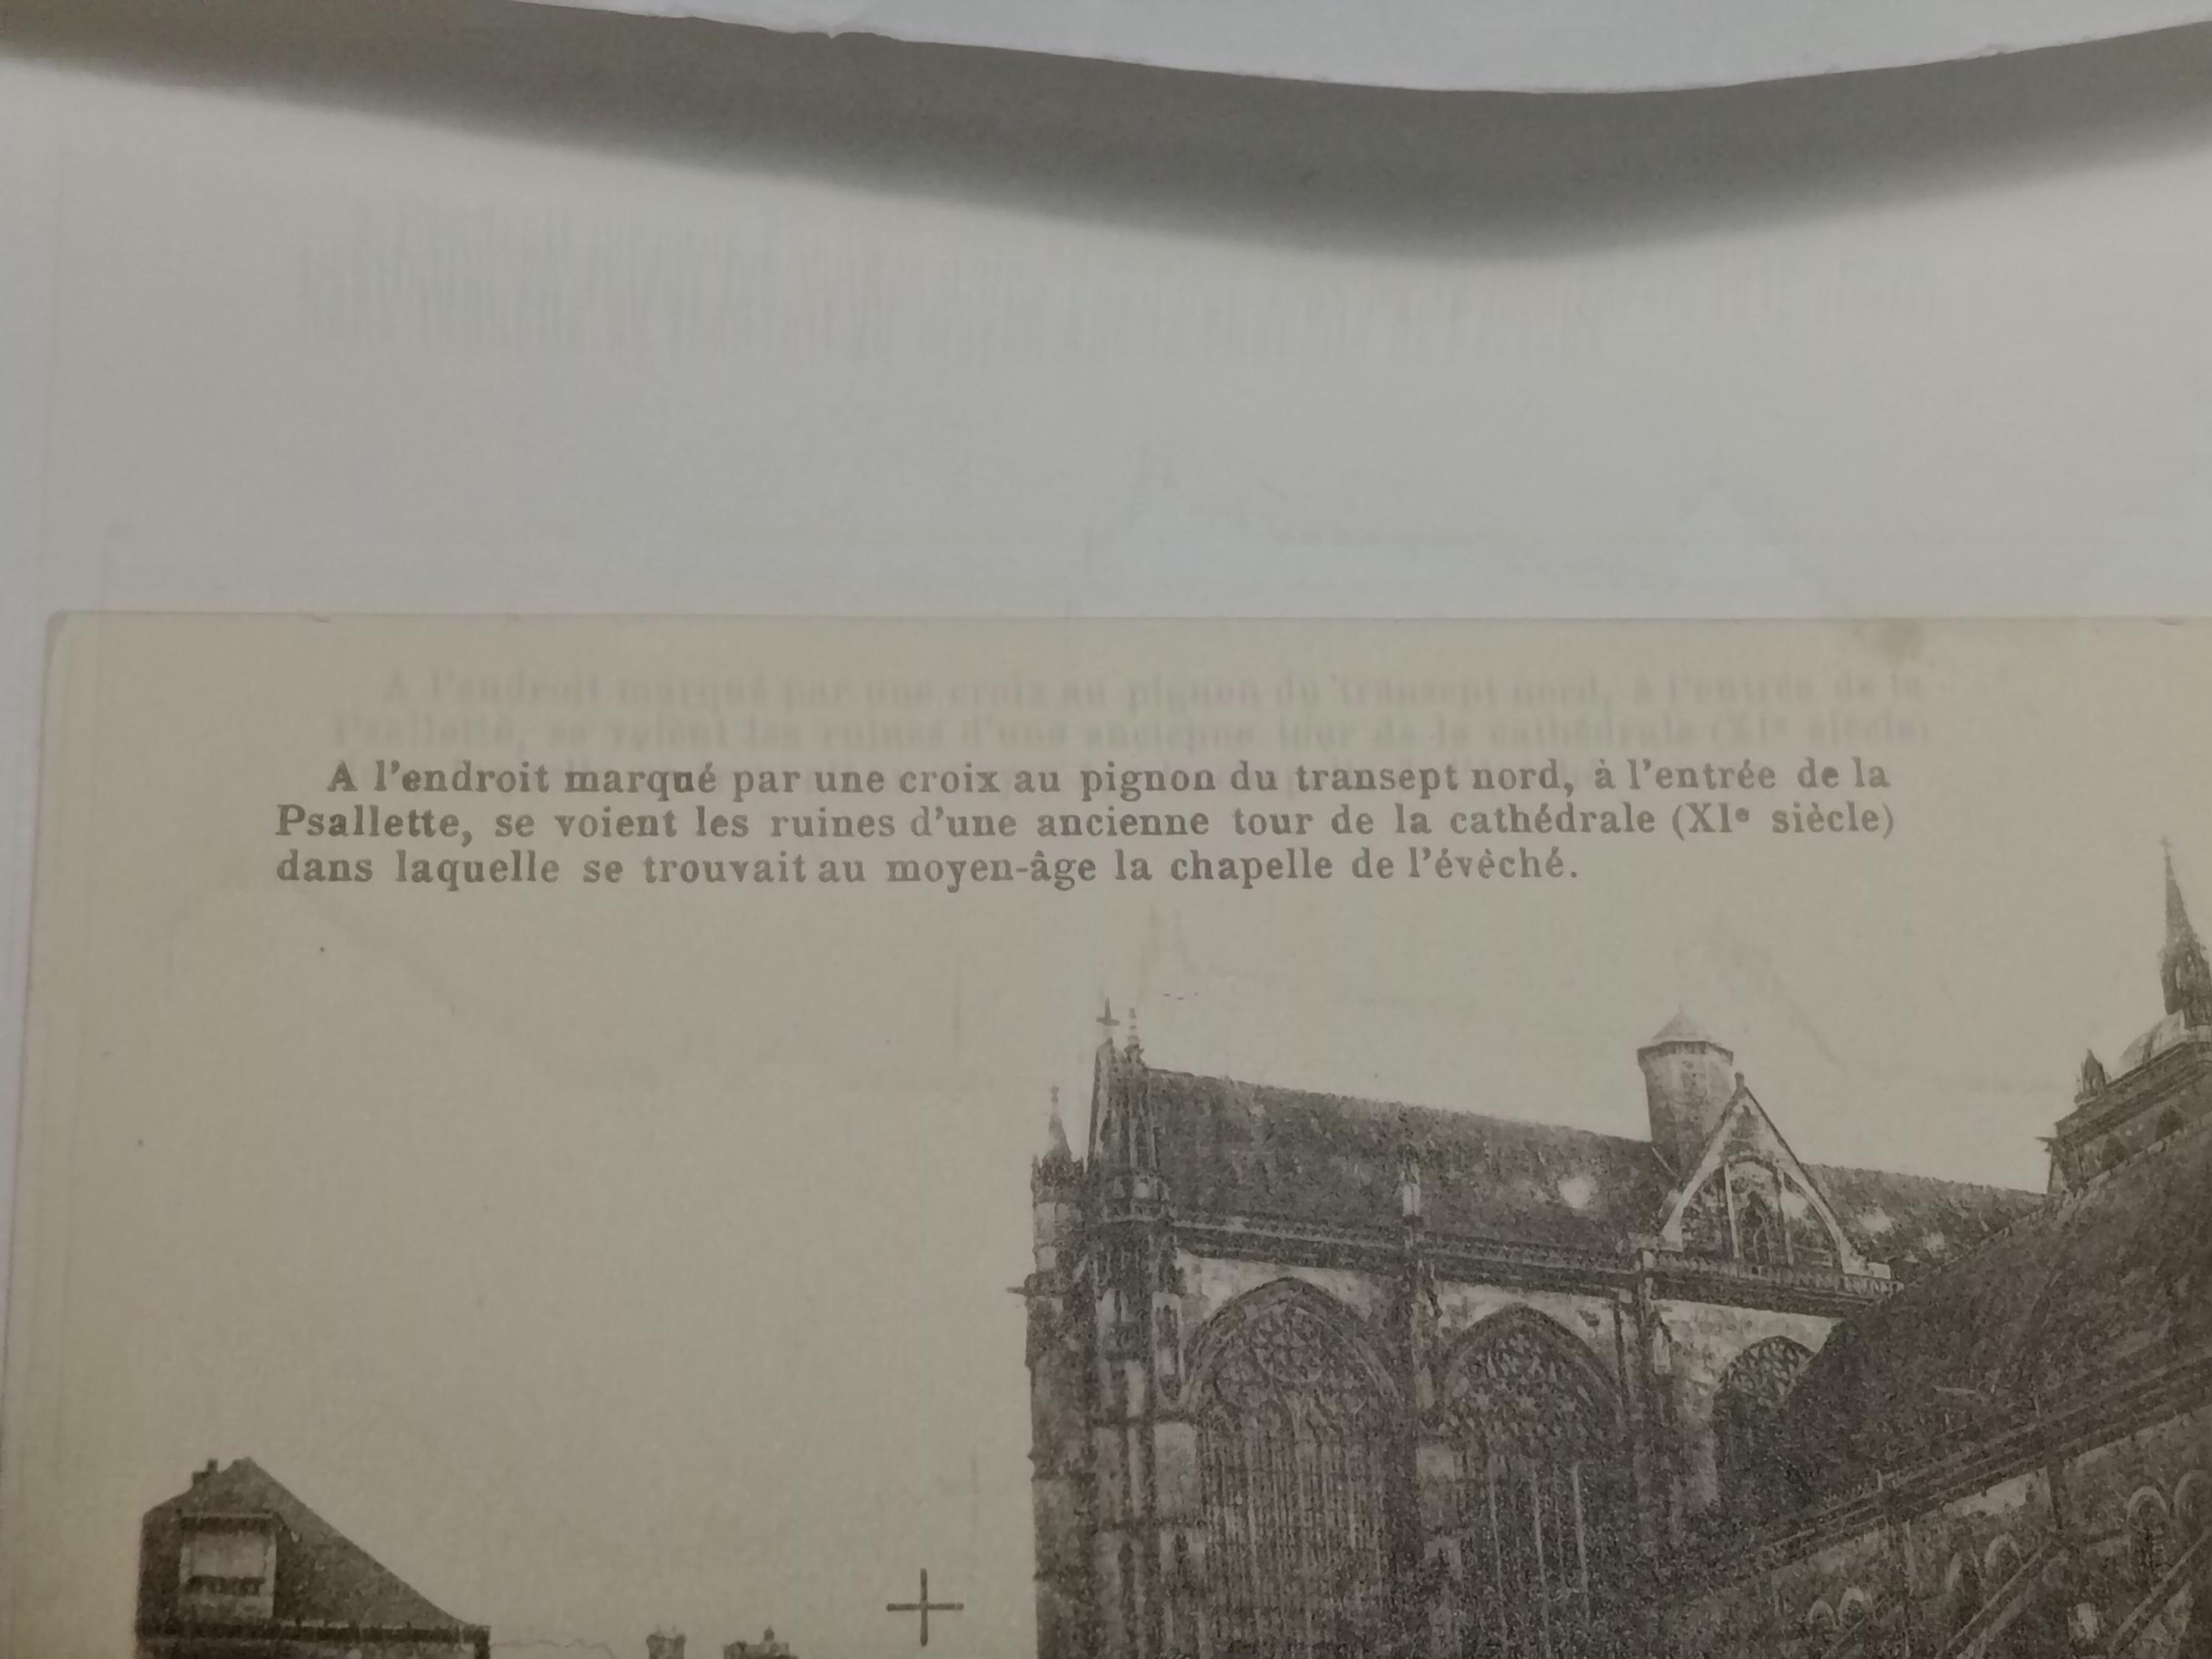 A l'endroit marqué par une croix au pignon du transept nord, à l'entrée de la
Psallette, se voient les ruines d'une ancienne tour de la cathédrale (XIᵉ siècle)
dans laquelle se trouvait au moyen-âge la chapelle de l'évèché.